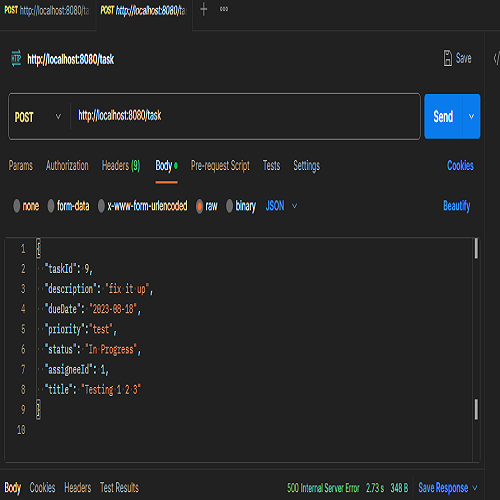 POST http://localhost:8080/ta POST http://localhost:8080/ta + ooo
HTTP http://localhost:8080/task Save </
POST http://localhost:8080/task Send
Params Authorization Headers (9) Body Pre-request Script Tests Settings Cookies
none form-data x-www-form-urlencoded raw binary JSON Beautify
1 {
2 "taskId": 9,
3 "description": "fix it up",
4 "dueDate": "2023-08-18",
5 "priority":"test",
6 "status": "In Progress",
7 "assigneeId": 1,
8 "title": "Testing 1 2 3"
9 }
10
Body Cookies Headers Test Results 500 Internal Server Error 2.73 s 348 B Save Response